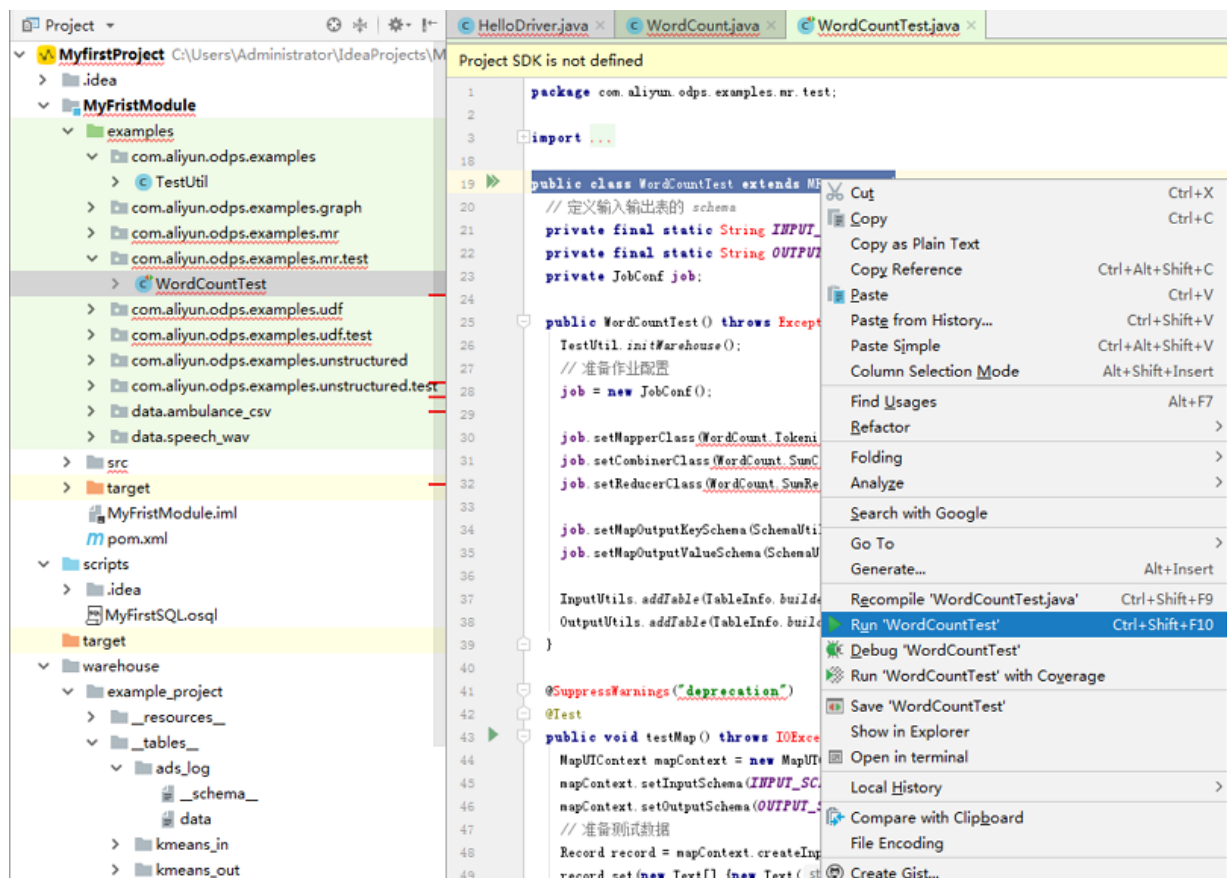 Project
MyfirstProject C:\Users\Administrator\IdeaProjects\M
.idea
MyFristModule
examples
com.aliyun.odps.examples
TestUtil
com.aliyun.odps.examples.graph
com.aliyun.odps.examples.mr
com.aliyun.odps.examples.mr.test
WordCountTest
com.aliyun.odps.examples.udf
com.aliyun.odps.examples.udf.test
com.aliyun.odps.examples.unstructured
com.aliyun.odps.examples.unstructured.test
data.ambulance_csv
data.speech_wav
src
target
MyFristModule.iml
pom.xml
scripts
.idea
MyFirstSQL.osql
target
warehouse
example_project
__resources__
__tables__
ads_log
__schema__
data
kmeans_in
kmeans_out
HelloDriver.java WordCount.java WordCountTest.java
Project SDK is not defined
1 package com.aliyun.odps.examples.mr.test;
2
3 import ...
18
19 public class WordCountTest extends MR
20 // 定义输入输出表的 schema
21 private final static String INPUT_
22 private final static String OUTPUT
23 private JobConf job;
24
25 public WordCountTest() throws Except
26 TestUtil.initWarehouse();
27 // 准备作业配置
28 job = new JobConf();
29
30 job.setMapperClass(WordCount.Tokeni
31 job.setCombinerClass(WordCount.SumC
32 job.setReducerClass(WordCount.SumRe
33
34 job.setMapOutputKeySchema(SchemaUtil
35 job.setMapOutputValueSchema(SchemaU
36
37 InputUtils.addTable(TableInfo.builde
38 OutputUtils.addTable(TableInfo.build
39 }
40
41 @SuppressWarnings("deprecation")
42 @Test
43 public void testMap() throws IOExce
44 MapUTContext mapContext = new MapUTC
45 mapContext.setInputSchema(INPUT_SC
46 mapContext.setOutputSchema(OUTPUT_S
47 // 准备测试数据
48 Record record = mapContext.createInp
49 record.set(new Text[] {new Text( st
Cut Ctrl+X
Copy Ctrl+C
Copy as Plain Text
Copy Reference Ctrl+Alt+Shift+C
Paste Ctrl+V
Paste from History... Ctrl+Shift+V
Paste Simple Ctrl+Alt+Shift+V
Column Selection Mode Alt+Shift+Insert
Find Usages Alt+F7
Refactor
Folding
Analyze
Search with Google
Go To
Generate... Alt+Insert
Recompile 'WordCountTest.java' Ctrl+Shift+F9
Run 'WordCountTest' Ctrl+Shift+F10
Debug 'WordCountTest'
Run 'WordCountTest' with Coverage
Save 'WordCountTest'
Show in Explorer
Open in terminal
Local History
Compare with Clipboard
File Encoding
Create Gist...